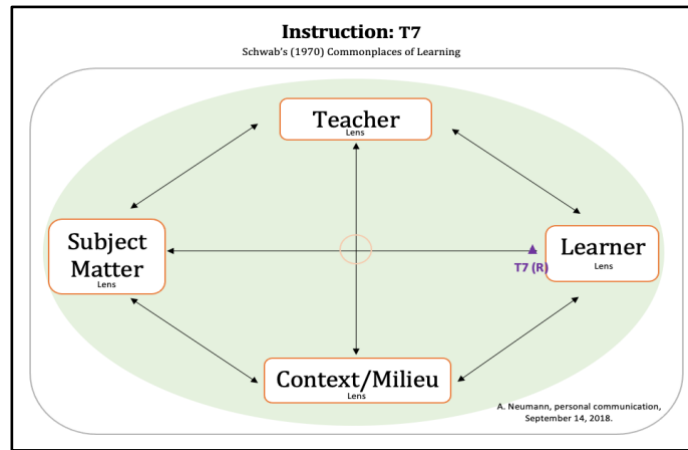 Instruction: T7
Schwab's (1970) Commonplaces of Learning
Teacher
Lens
Subject
Matter
Lens
Learner
Lens
T7 (R)
Context/Milieu
Lens
A. Neumann, personal communication,
September 14, 2018.